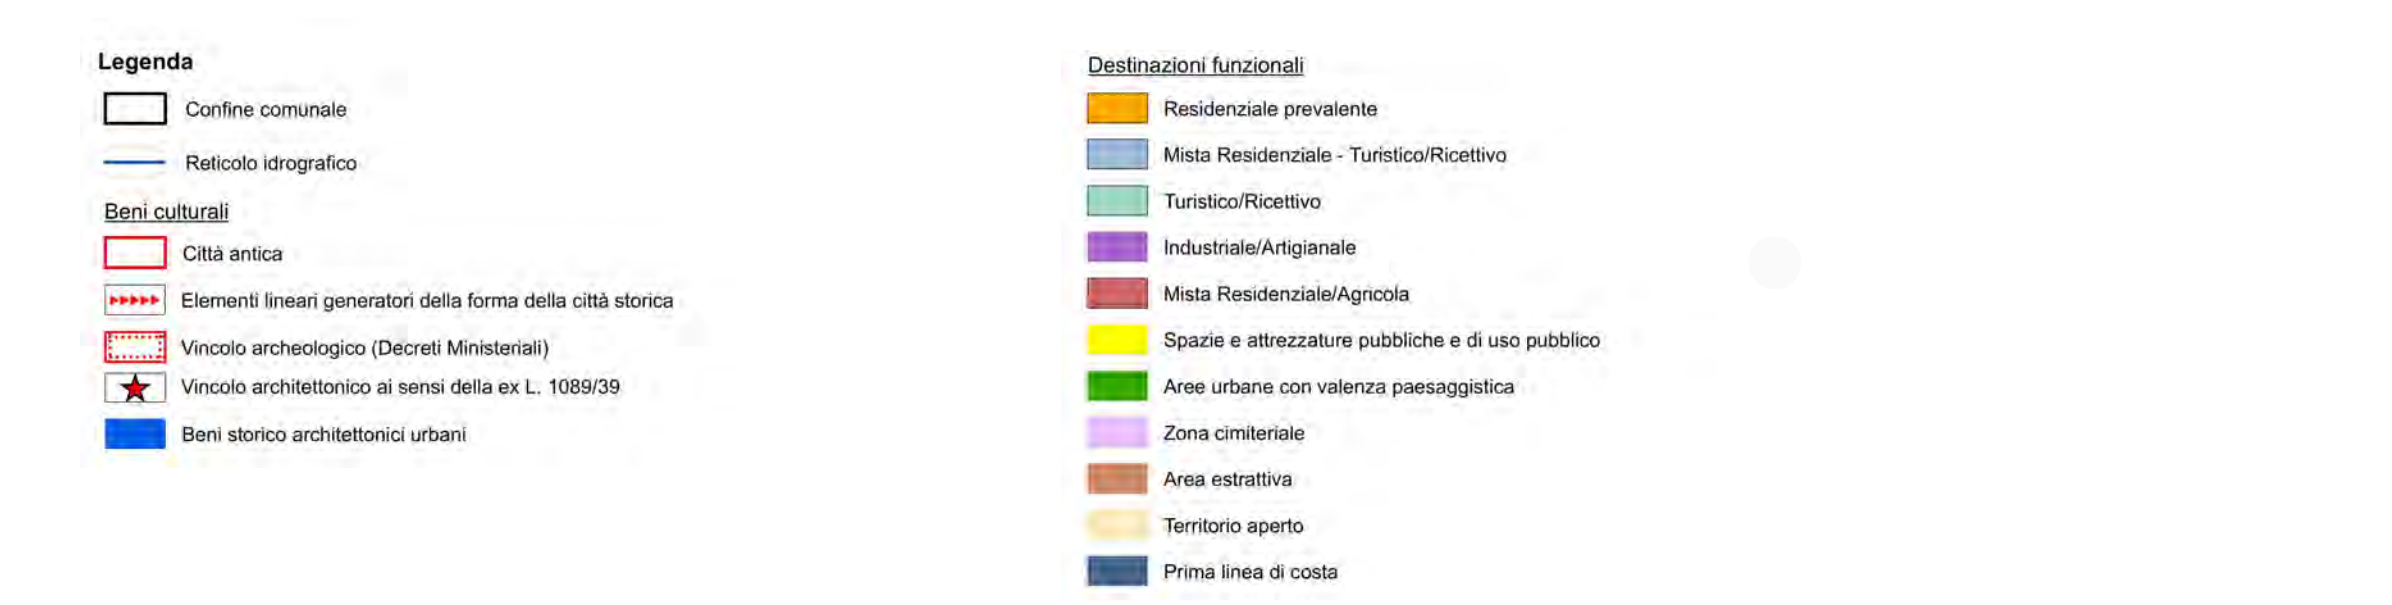 Legenda
Confine comunale
Reticolo idrografico
Beni culturali
Città antica
Elementi lineari generatori della forma della città storica
Vincolo archeologico (Decreti Ministeriali)
Vincolo architettonico ai sensi della ex L. 1089/39
Beni storico architettonici urbani
Destinazioni funzionali
Residenziale prevalente
Mista Residenziale - Turistico/Ricettivo
Turistico/Ricettivo
Industriale/Artigianale
Mista Residenziale/Agricola
Spazie e attrezzature pubbliche e di uso pubblico
Aree urbane con valenza paesaggistica
Zona cimiteriale
Area estrattiva
Territorio aperto
Prima linea di costa